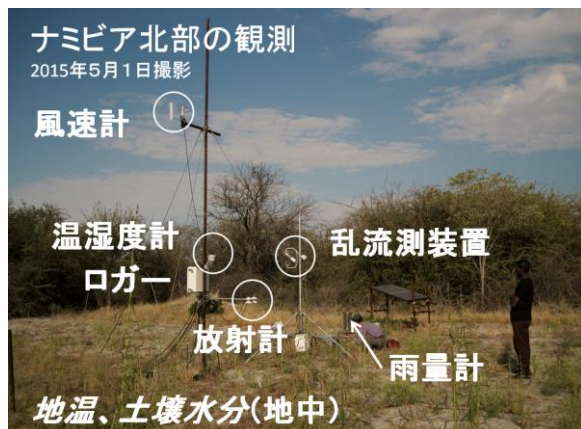 ナミビア北部の観測
2015年5月1日撮影
風速計
温湿度計
ロガー
乱流測装置
放射計
雨量計
地温、土壌水分(地中)